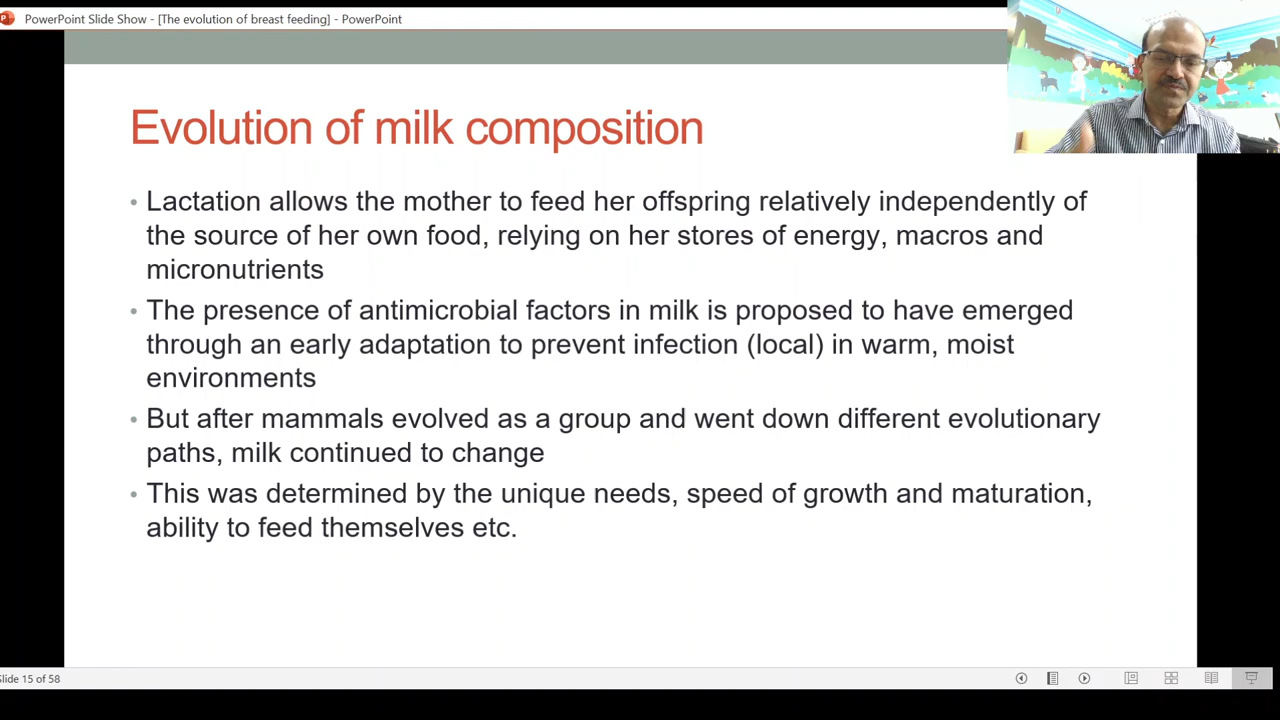 PowerPoint Slide Show - [The evolution of breast feeding] - PowerPoint
Evolution of milk composition
• Lactation allows the mother to feed her offspring relatively independently of
the source of her own food, relying on her stores of energy, macros and
micronutrients
• The presence of antimicrobial factors in milk is proposed to have emerged
through an early adaptation to prevent infection (local) in warm, moist
environments
• But after mammals evolved as a group and went down different evolutionary
paths, milk continued to change
• This was determined by the unique needs, speed of growth and maturation,
ability to feed themselves etc.
Slide 15 of 58